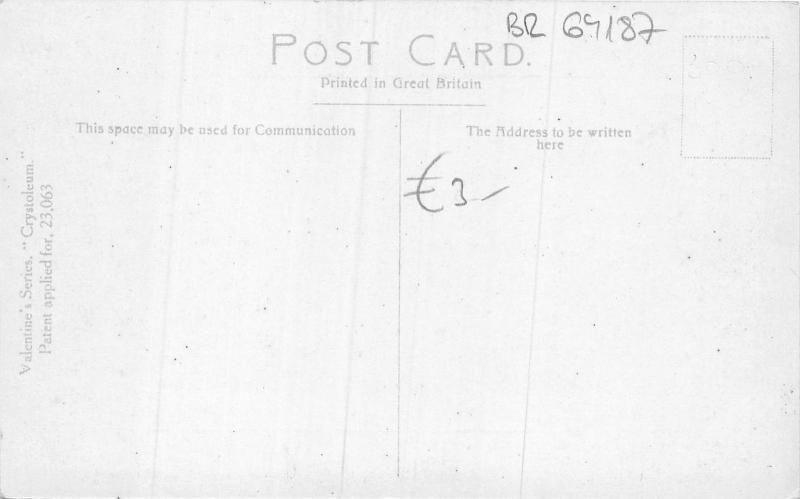 BR 69187
POST CARD.
Printed in Great Britain
This space may be used for Communication
The Address to be written
here
€3-
Valentine's Series, "Crystoleum."
Patent applied for, 23,063